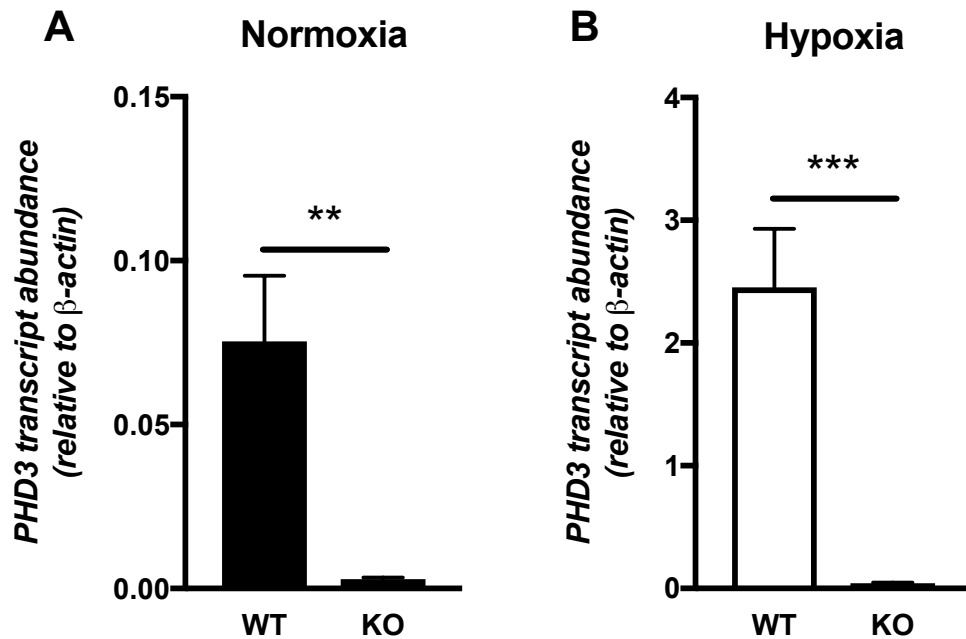 A
Normoxia
PHD3 transcript abundance
(relative to β-actin)
0.15
0.10
0.05
0.00
**
WT KO
B
Hypoxia
PHD3 transcript abundance
(relative to β-actin)
4
3
2
1
0
***
WT KO